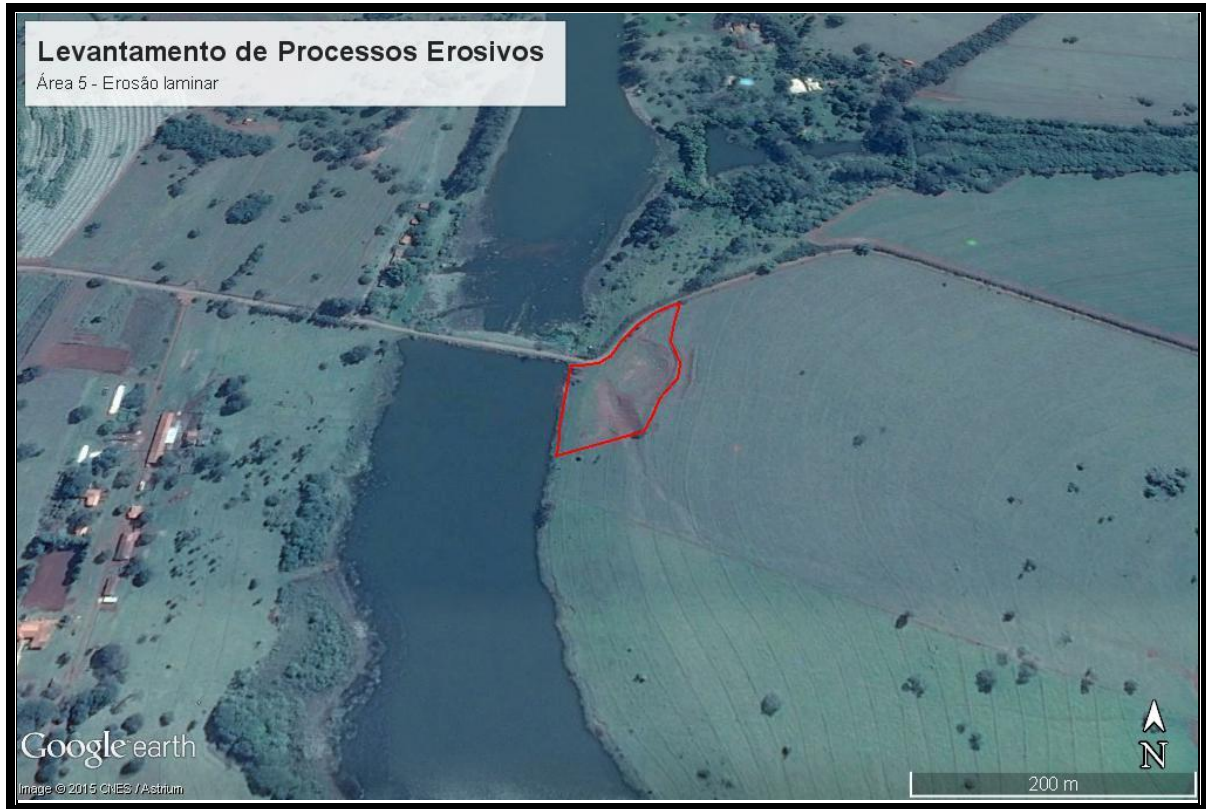 Levantamento de Processos Erosivos
Área 5 - Erosão laminar
Google earth
Image © 2015 CNES / Astrium
N
200 m